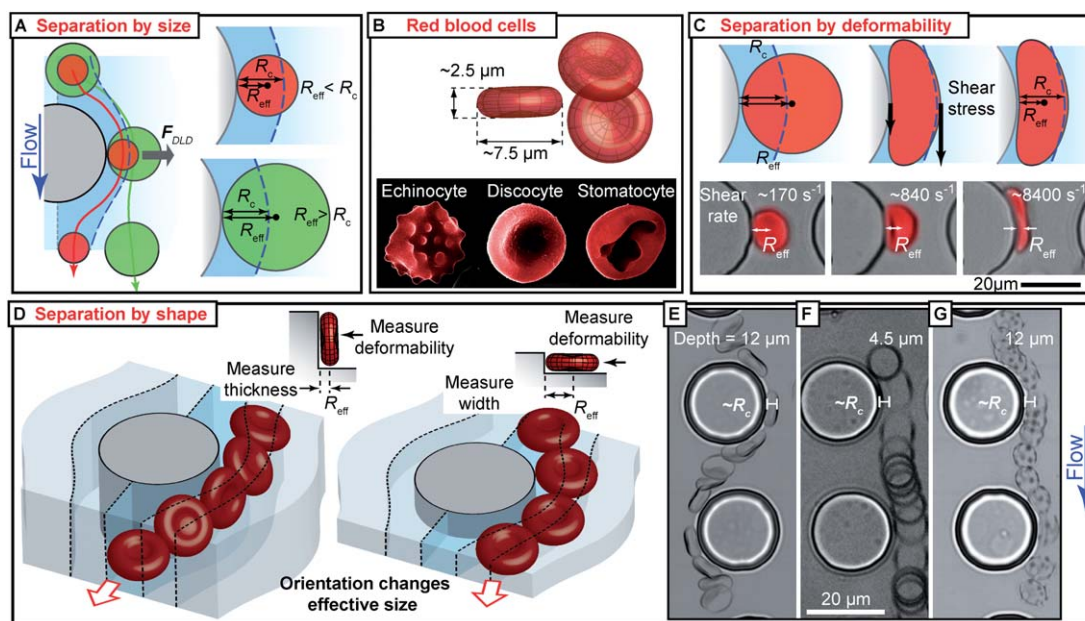 A Separation by size
Flow
F_DLD
R_c
R_eff
R_eff < R_c
R_c
R_eff
R_eff > R_c
B Red blood cells
~2.5 µm
~7.5 µm
Echinocyte Discocyte Stomatocyte
C Separation by deformability
R_c
R_eff
Shear
stress
R_c
R_eff
Shear
rate
~170 s⁻¹
~840 s⁻¹
~8400 s⁻¹
R_eff
R_eff
R_eff
20µm
D Separation by shape
Measure
deformability
Measure
thickness
R_eff
Measure
width
R_eff
Orientation changes
effective size
E
Depth = 12 µm
~R_c
F
4.5 µm
~R_c
20 µm
G
12 µm
~R_c
Flow